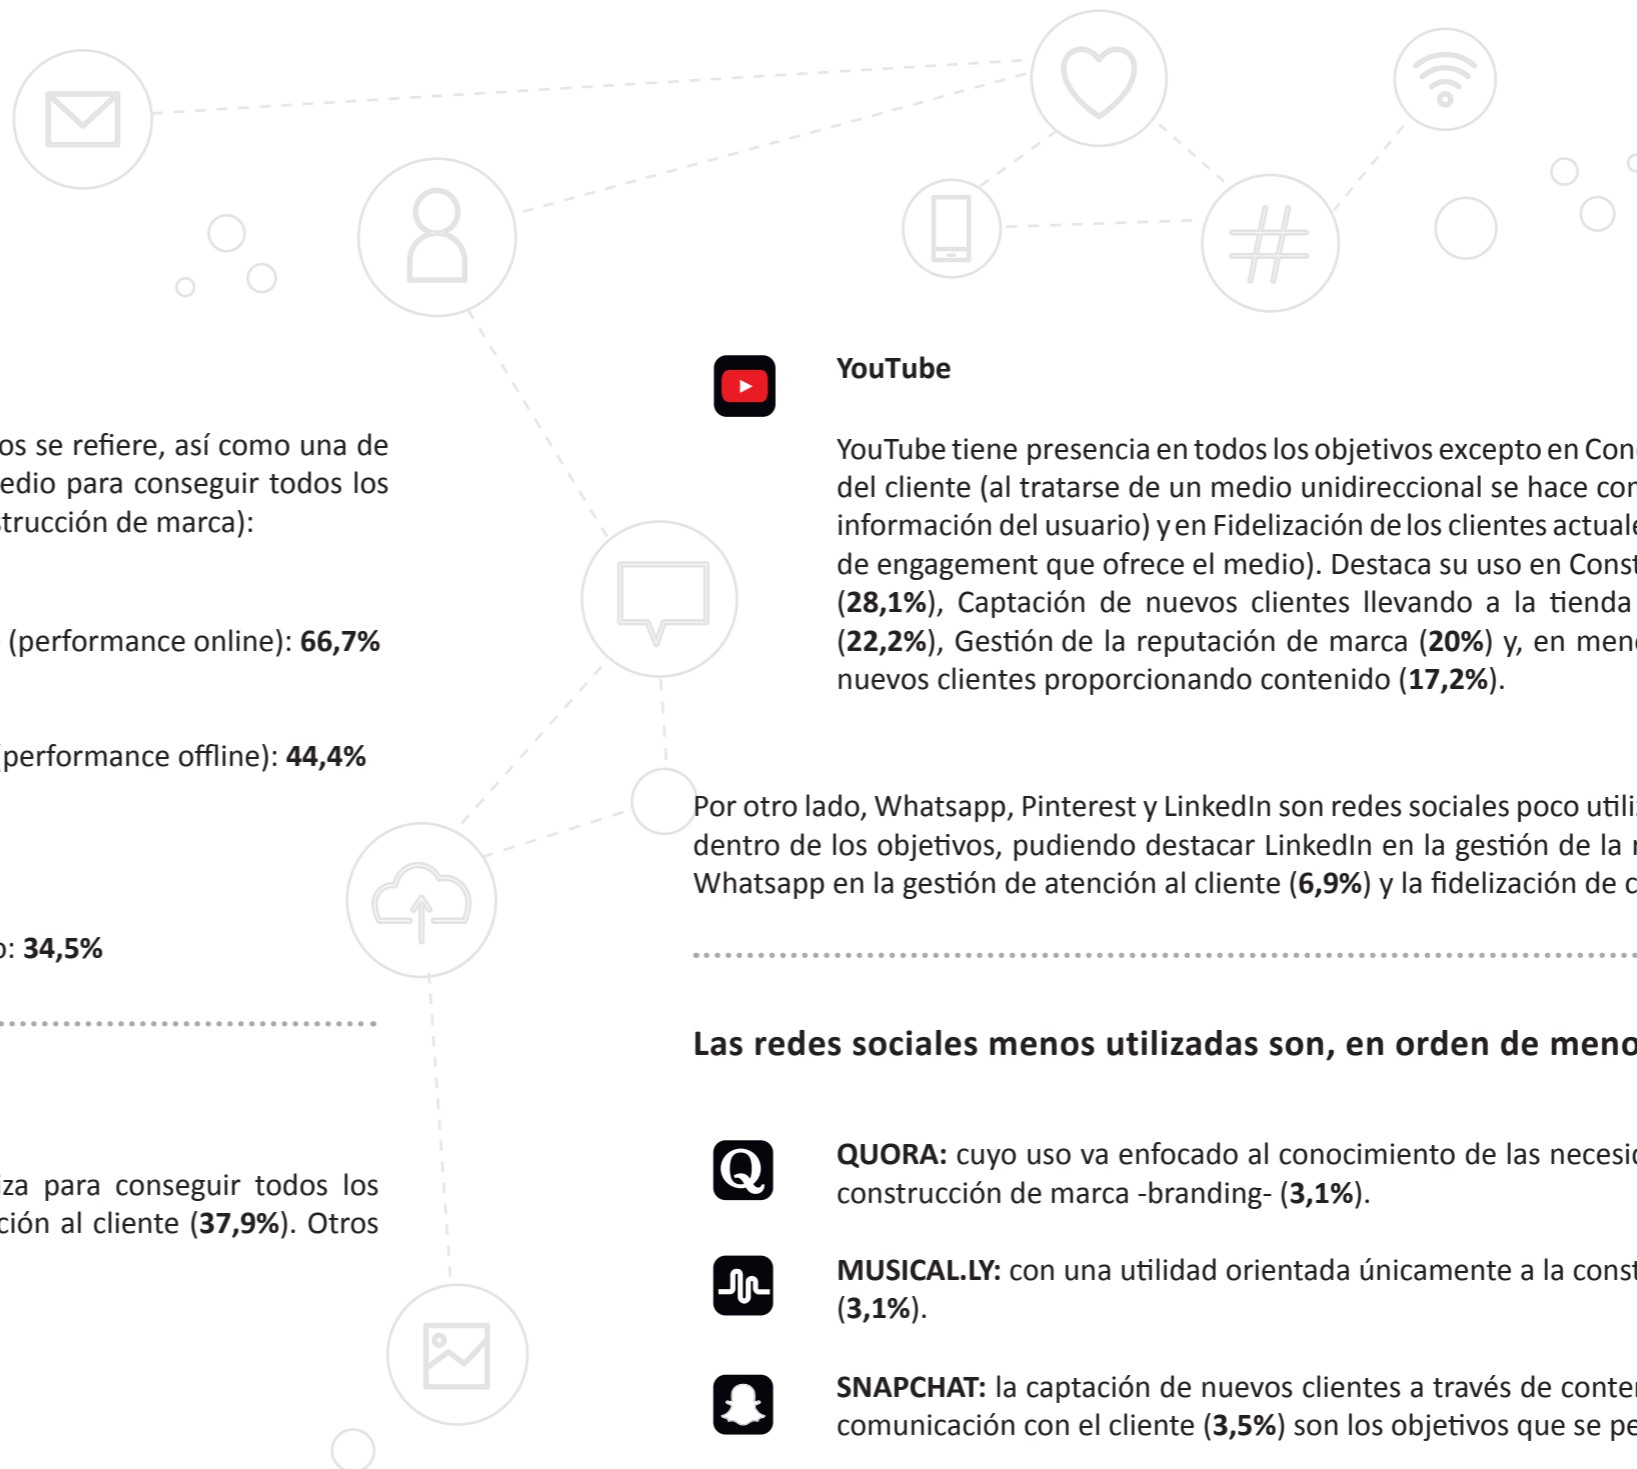 os se refiere, así como una de
edio para conseguir todos los
strucción de marca):
(performance online): 66,7%
(performance offline): 44,4%
o: 34,5%
iza para conseguir todos los
ción al cliente (37,9%). Otros
YouTube
YouTube tiene presencia en todos los objetivos excepto en Con
del cliente (al tratarse de un medio unidireccional se hace con
información del usuario) y en Fidelización de los clientes actual
de engagement que ofrece el medio). Destaca su uso en Const
(28,1%), Captación de nuevos clientes llevando a la tienda
(22,2%), Gestión de la reputación de marca (20%) y, en men
nuevos clientes proporcionando contenido (17,2%).
Por otro lado, Whatsapp, Pinterest y LinkedIn son redes sociales poco utiliz
dentro de los objetivos, pudiendo destacar LinkedIn en la gestión de la
Whatsapp en la gestión de atención al cliente (6,9%) y la fidelización de c
Las redes sociales menos utilizadas son, en orden de meno
QUORA: cuyo uso va enfocado al conocimiento de las necesid
construcción de marca -branding- (3,1%).
MUSICAL.LY: con una utilidad orientada únicamente a la const
(3,1%).
SNAPCHAT: la captación de nuevos clientes a través de conte
comunicación con el cliente (3,5%) son los objetivos que se pe